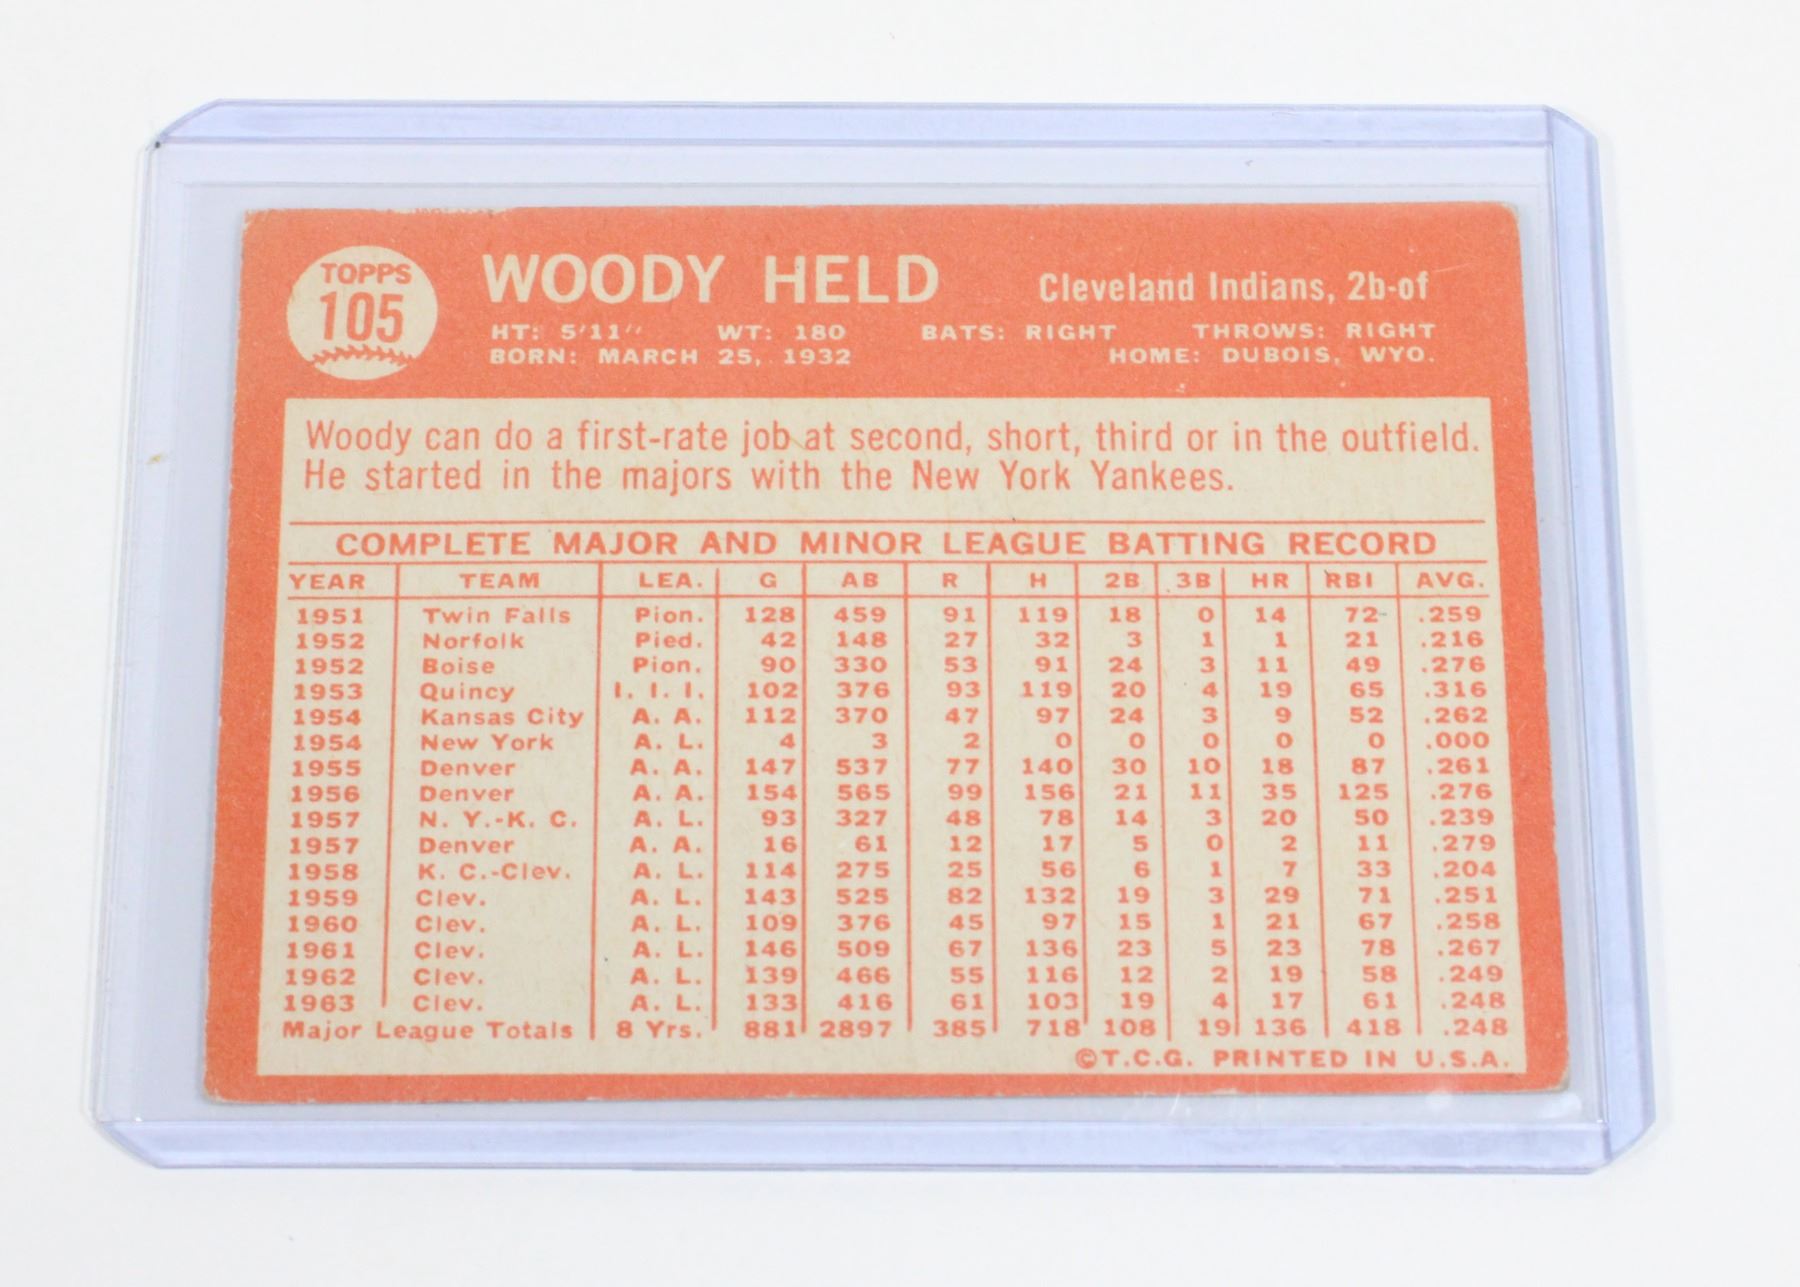 TOPPS
105
WOODY HELD
Cleveland Indians, 2b-of
HT: 5'11" WT: 180 BATS: RIGHT THROWS: RIGHT
BORN: MARCH 25, 1932 HOME: DUBOIS, WYO.
Woody can do a first-rate job at second, short, third or in the outfield.
He started in the majors with the New York Yankees.
COMPLETE MAJOR AND MINOR LEAGUE BATTING RECORD
YEAR TEAM LEA. G AB R H 2B 3B HR RBI AVG.
1951 Twin Falls Pion. 128 459 91 119 18 0 14 72 .259
1952 Norfolk Pied. 42 148 27 32 3 1 1 21 .216
1952 Boise Pion. 90 330 53 91 24 3 11 49 .276
1953 Quincy I. I. I. 102 376 93 119 20 4 19 65 .316
1954 Kansas City A. A. 112 370 47 97 24 3 9 52 .262
1954 New York A. L. 4 3 2 0 0 0 0 0 .000
1955 Denver A. A. 147 537 77 140 30 10 18 87 .261
1956 Denver A. A. 154 565 99 156 21 11 35 125 .276
1957 N. Y.-K. C. A. L. 93 327 48 78 14 3 20 50 .239
1957 Denver A. A. 16 61 12 17 5 0 2 11 .279
1958 K. C.-Clev. A. L. 114 275 25 56 6 1 7 33 .204
1959 Clev. A. L. 143 525 82 132 19 3 29 71 .251
1960 Clev. A. L. 109 376 45 97 15 1 21 67 .258
1961 Clev. A. L. 146 509 67 136 23 5 23 78 .267
1962 Clev. A. L. 139 466 55 116 12 2 19 58 .249
1963 Clev. A. L. 133 416 61 103 19 4 17 61 .248
Major League Totals 8 Yrs. 881 2897 385 718 108 19 136 418 .248
©T.C.G. PRINTED IN U.S.A.